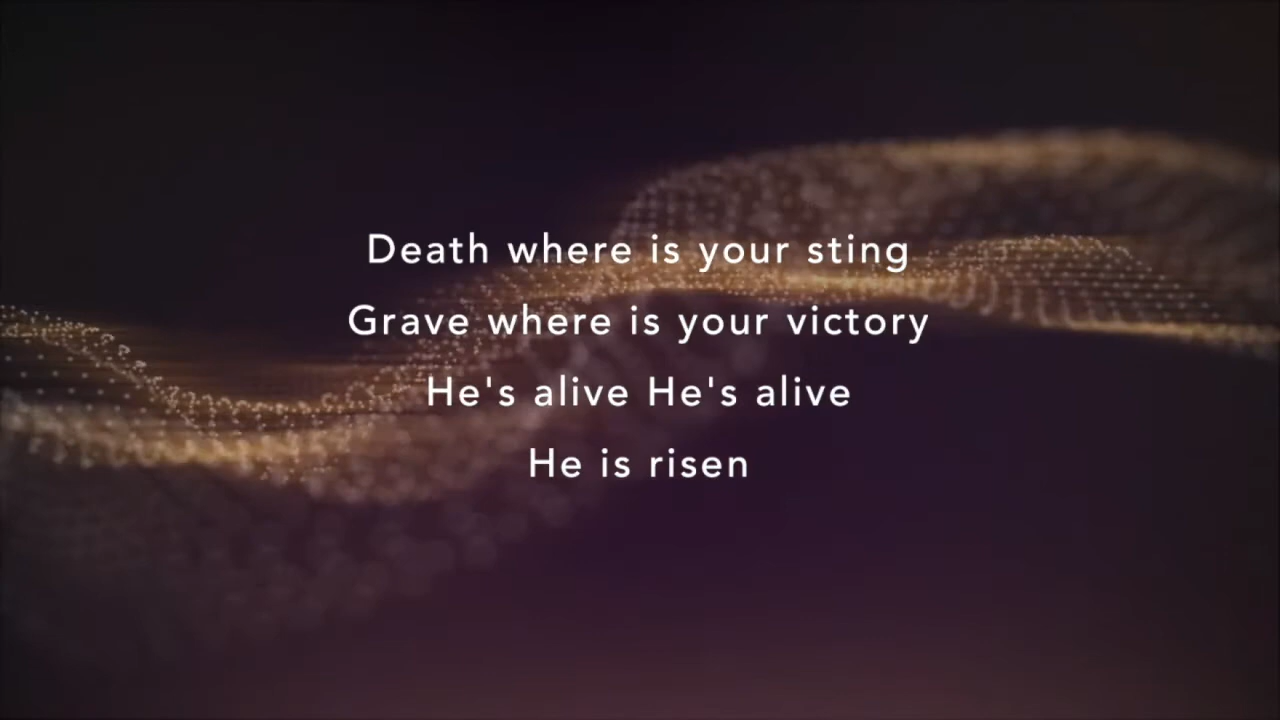 Death where is your sting
Grave where is your victory
He's alive He's alive
He is risen